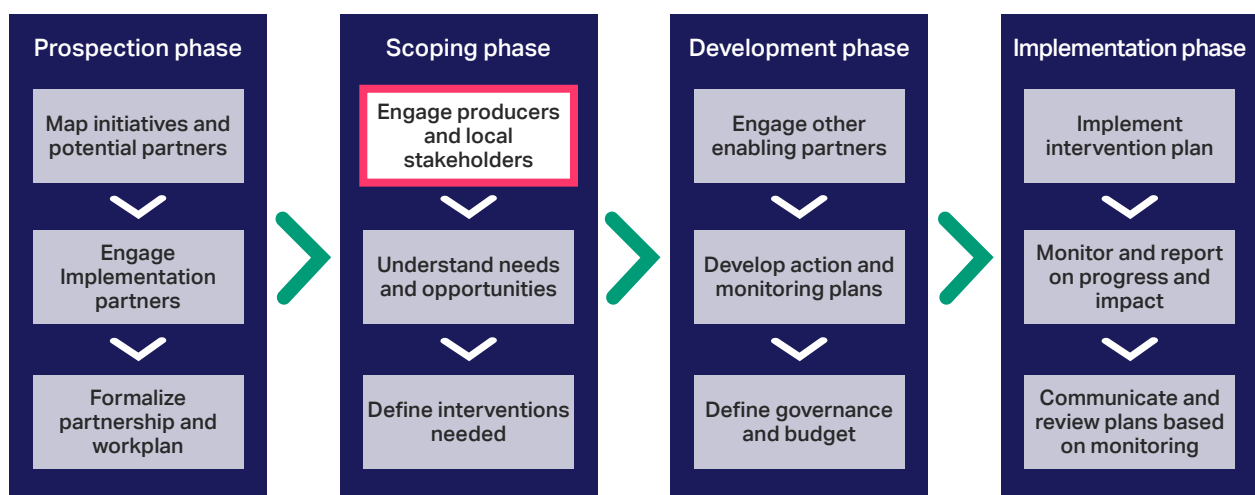 Prospection phase
Map initiatives and
potential partners
Engage
Implementation
partners
Formalize
partnership and
workplan
Scoping phase
Engage producers
and local
stakeholders
Understand needs
and opportunities
Define interventions
needed
Development phase
Engage other
enabling partners
Develop action and
monitoring plans
Define governance
and budget
Implementation phase
Implement
intervention plan
Monitor and report
on progress and
impact
Communicate and
review plans based
on monitoring